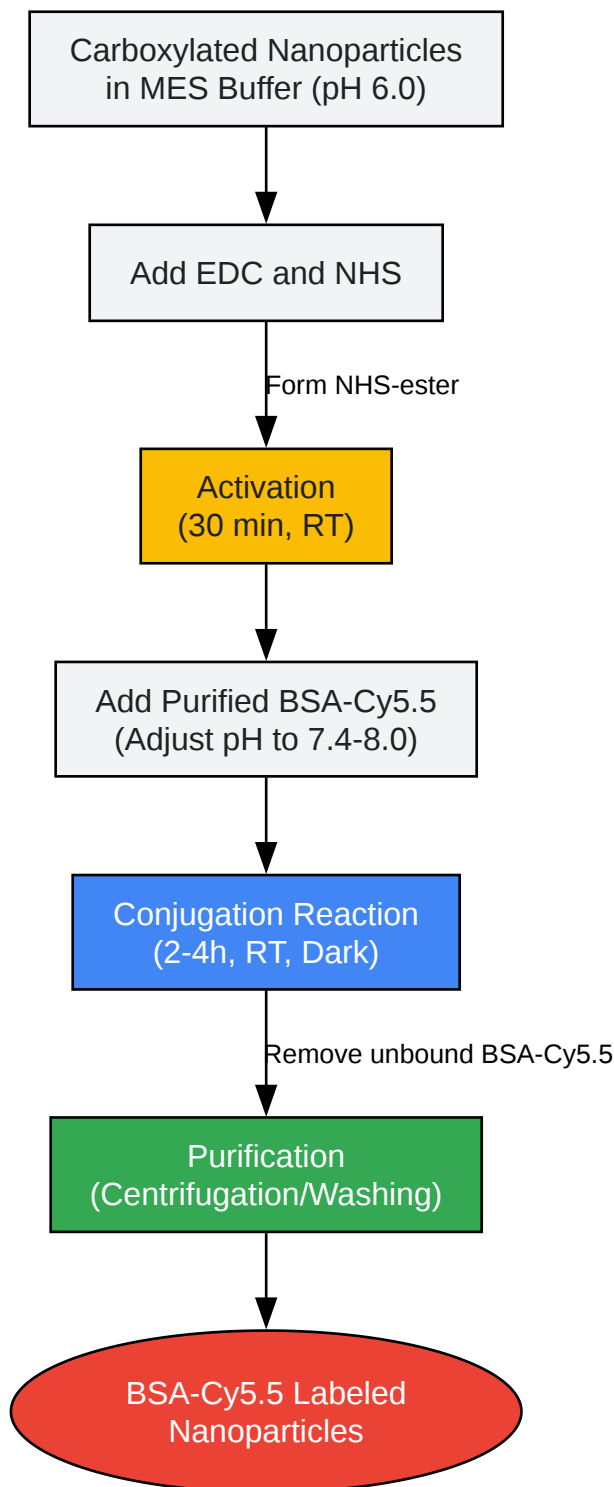 Carboxylated Nanoparticles
in MES Buffer (pH 6.0)
Add EDC and NHS
Form NHS-ester
Activation
(30 min, RT)
Add Purified BSA-Cy5.5
(Adjust pH to 7.4-8.0)
Conjugation Reaction
(2-4h, RT, Dark)
Remove unbound BSA-Cy5.5
Purification
(Centrifugation/Washing)
BSA-Cy5.5 Labeled
Nanoparticles